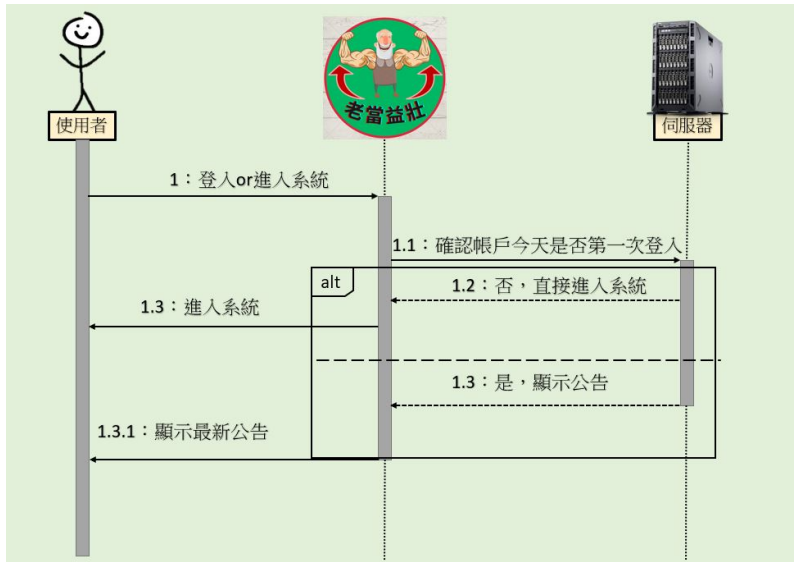 老當益壯
使用者
伺服器
1：登入or進入系統
1.1：確認帳戶今天是否第一次登入
alt
1.2：否，直接進入系統
1.3：進入系統
1.3：是，顯示公告
1.3.1：顯示最新公告